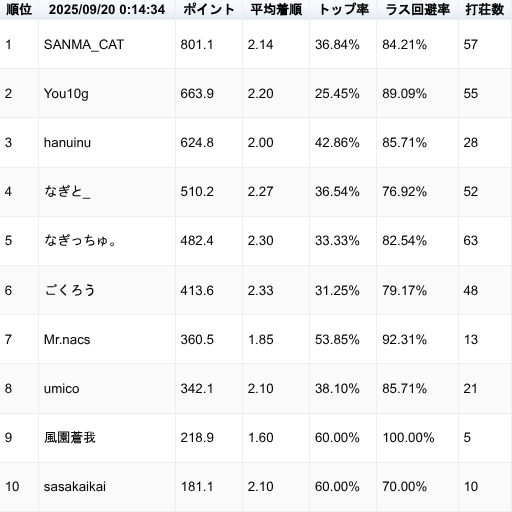 順位 2025/09/20 0:14:34 ポイント 平均着順 トップ率 ラス回避率 打荘数
1 SANMA_CAT 801.1 2.14 36.84% 84.21% 57
2 You10g 663.9 2.20 25.45% 89.09% 55
3 hanuinu 624.8 2.00 42.86% 85.71% 28
4 なぎと_ 510.2 2.27 36.54% 76.92% 52
5 なぎっちゅ。 482.4 2.30 33.33% 82.54% 63
6 ごくろう 413.6 2.33 31.25% 79.17% 48
7 Mr.nacs 360.5 1.85 53.85% 92.31% 13
8 umico 342.1 2.10 38.10% 85.71% 21
9 風園蒼我 218.9 1.60 60.00% 100.00% 5
10 sasakaikai 181.1 2.10 60.00% 70.00% 10